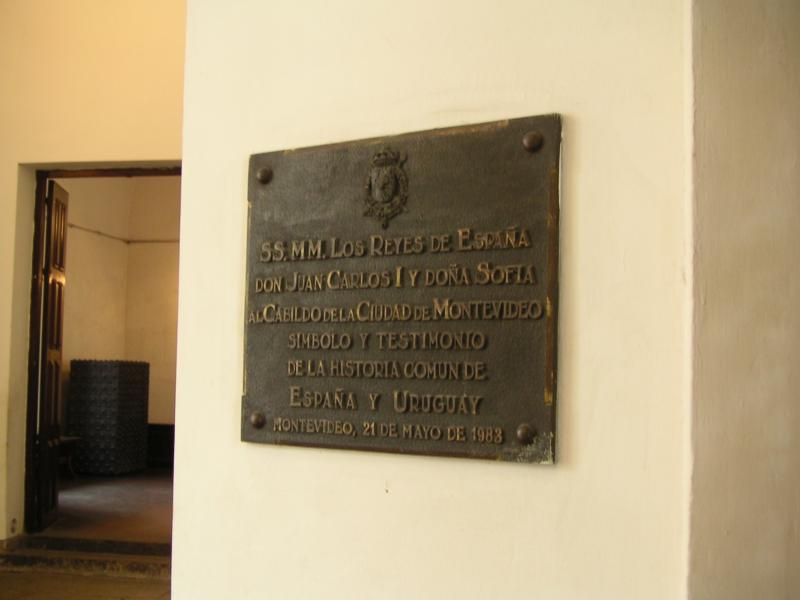 SS. MM. LOS REYES DE ESPAÑA
DON JUAN CARLOS I Y DOÑA SOFIA
AL CABILDO DE LA CIUDAD DE MONTEVIDEO
SIMBOLO Y TESTIMONIO
DE LA HISTORIA COMUN DE
ESPAÑA Y URUGUAY
MONTEVIDEO, 21 DE MAYO DE 1983